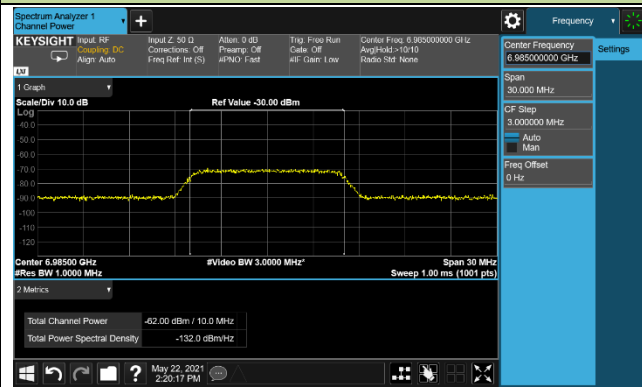 Spectrum Analyzer 1
Channel Power
Frequency
KEYSIGHT
Input: RF
Coupling: DC
Align: Auto
Input Z: 50 Ω
Corrections: Off
Freq Ref: Int (S)
Atten: 0 dB
Preamp: Off
#PNO: Fast
Trig: Free Run
Gate: Off
#IF Gain: Low
Center Freq: 6.985000000 GHz
Avg|Hold:>10/10
Radio Std: None
LXI
Center Frequency
6.985000000 GHz
Settings
Span
30.000 MHz
CF Step
3.000000 MHz
Auto
Man
Freq Offset
0 Hz
1 Graph
Scale/Div 10.0 dB
Ref Value -30.00 dBm
Log
-40.0
-50.0
-60.0
-70.0
-80.0
-90.0
-100
-110
-120
Center 6.98500 GHz
#Video BW 3.0000 MHz*
Span 30 MHz
#Res BW 1.0000 MHz
Sweep 1.00 ms (1001 pts)
2 Metrics
Total Channel Power
-62.00 dBm / 10.0 MHz
Total Power Spectral Density
-132.0 dBm/Hz
May 22, 2021
2:20:17 PM